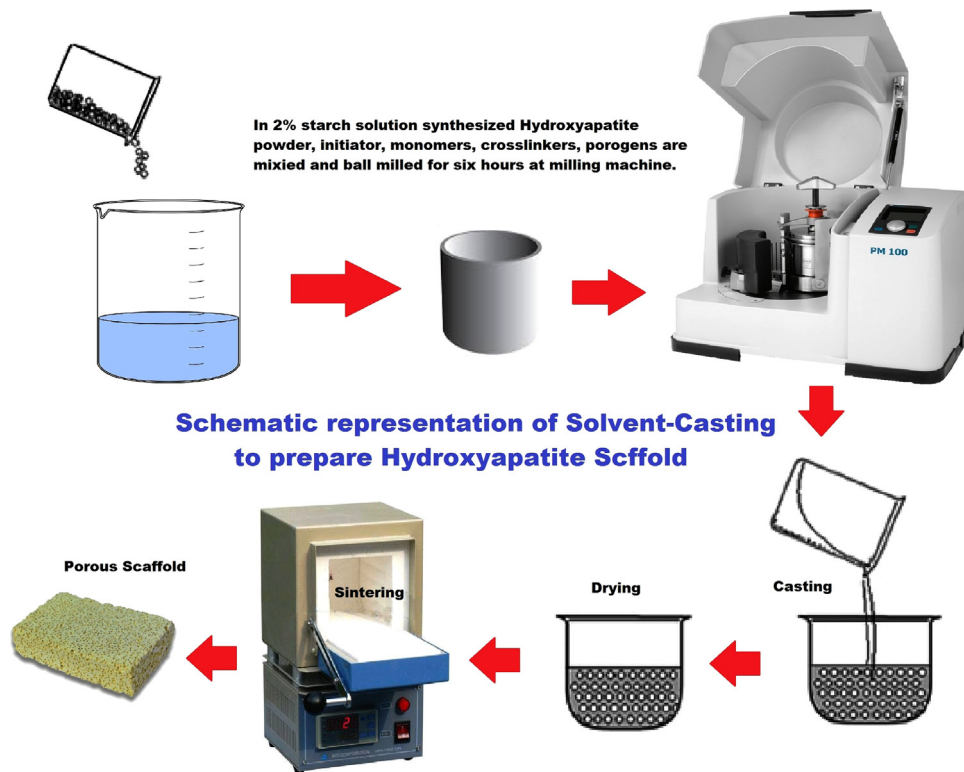 In 2% starch solution synthesized Hydroxyapatite
powder, initiator, monomers, crosslinkers, porogens are
mixied and ball milled for six hours at milling machine.
PM 100
Schematic representation of Solvent-Casting
to prepare Hydroxyapatite Scffold
Porous Scaffold
Sintering
Drying
Casting
2